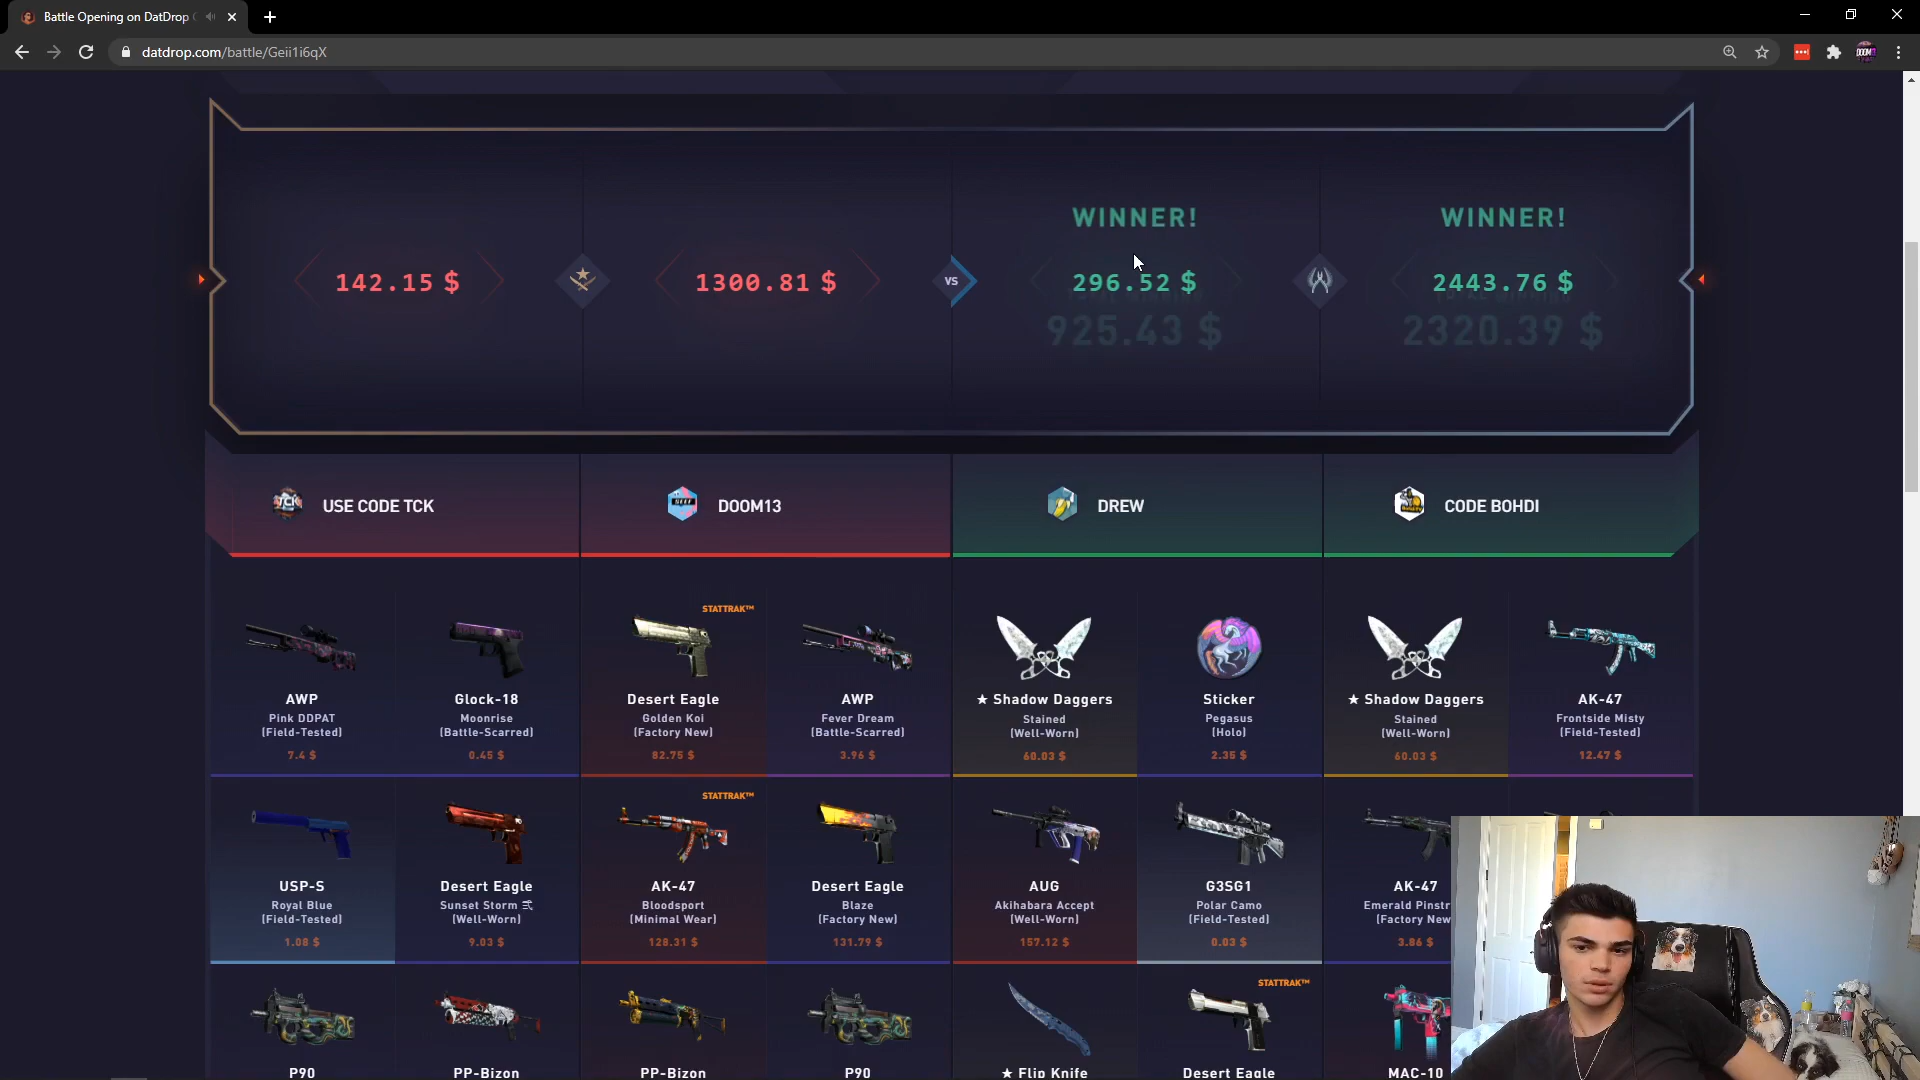 Battle Opening on DatDrop
datdrop.com/battle/Geii1i6qX
DOOM
WINNER!
WINNER!
142.15 $
1300.81 $
VS
296.52 $
2443.76 $
925.43 $
2320.39 $
TCK
USE CODE TCK
DOOM13
DREW
CODE BOHDI
AWP
Pink DDPAT
(Field-Tested)
7.4 $
Glock-18
Moonrise
(Battle-Scarred)
0.45 $
STATTRAK™
Desert Eagle
Golden Koi
(Factory New)
82.75 $
AWP
Fever Dream
(Battle-Scarred)
3.96 $
★ Shadow Daggers
Stained
(Well-Worn)
60.03 $
Sticker
Pegasus
(Holo)
2.35 $
★ Shadow Daggers
Stained
(Well-Worn)
60.03 $
AK-47
Frontside Misty
(Field-Tested)
12.47 $
USP-S
Royal Blue
(Field-Tested)
1.08 $
Desert Eagle
Sunset Storm 弐
(Well-Worn)
9.03 $
STATTRAK™
AK-47
Bloodsport
(Minimal Wear)
128.31 $
Desert Eagle
Blaze
(Factory New)
131.79 $
AUG
Akihabara Accept
(Well-Worn)
157.12 $
G3SG1
Polar Camo
(Field-Tested)
0.03 $
AK-47
Emerald Pinstr
(Factory New
3.86 $
P90
PP-Bizon
PP-Bizon
P90
★ Flip Knife
STATTRAK™
Desert Eagle
MAC-10